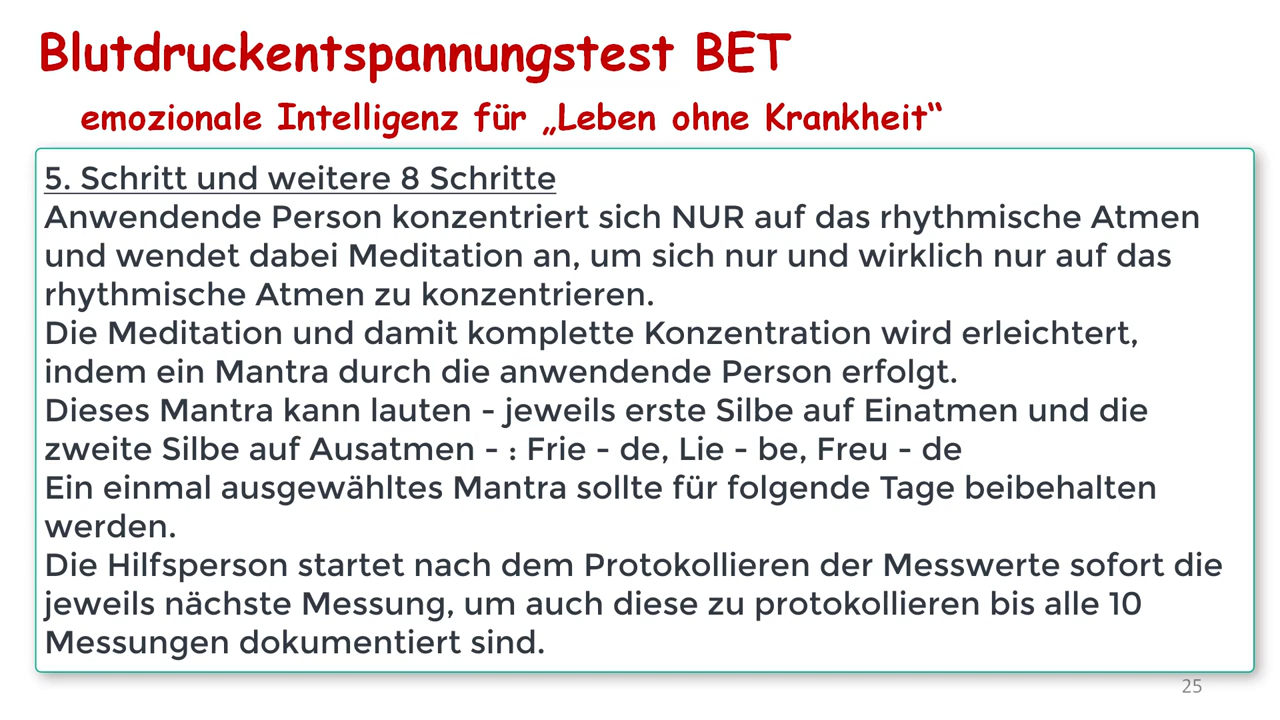 Blutdruckentspannungstest BET
emozionale Intelligenz für „Leben ohne Krankheit“
5. Schritt und weitere 8 Schritte
Anwendende Person konzentriert sich NUR auf das rhythmische Atmen
und wendet dabei Meditation an, um sich nur und wirklich nur auf das
rhythmische Atmen zu konzentrieren.
Die Meditation und damit komplette Konzentration wird erleichtert,
indem ein Mantra durch die anwendende Person erfolgt.
Dieses Mantra kann lauten - jeweils erste Silbe auf Einatmen und die
zweite Silbe auf Ausatmen - : Frie - de, Lie - be, Freu - de
Ein einmal ausgewähltes Mantra sollte für folgende Tage beibehalten
werden.
Die Hilfsperson startet nach dem Protokollieren der Messwerte sofort die
jeweils nächste Messung, um auch diese zu protokollieren bis alle 10
Messungen dokumentiert sind.
25